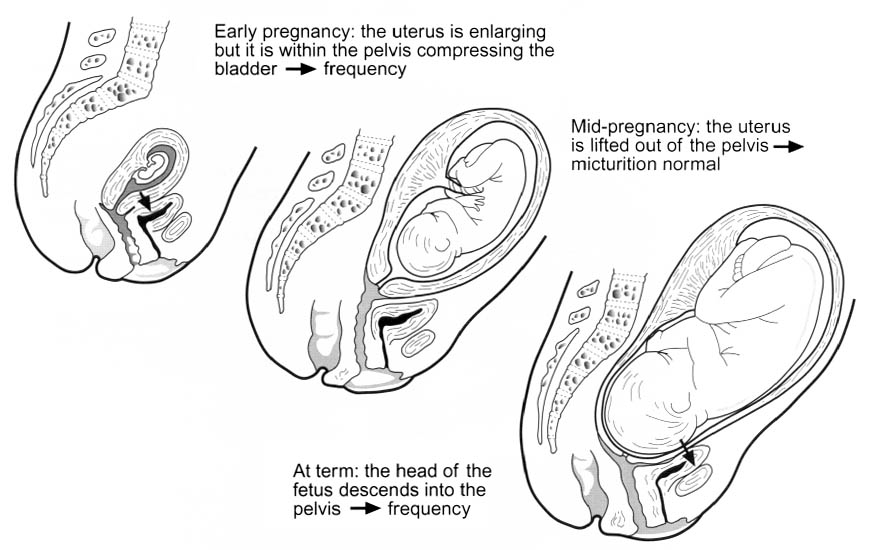 Early pregnancy: the uterus is enlarging
but it is within the pelvis compressing the
bladder → frequency
Mid-pregnancy: the uterus
is lifted out of the pelvis →
micturition normal
At term: the head of the
fetus descends into the
pelvis → frequency